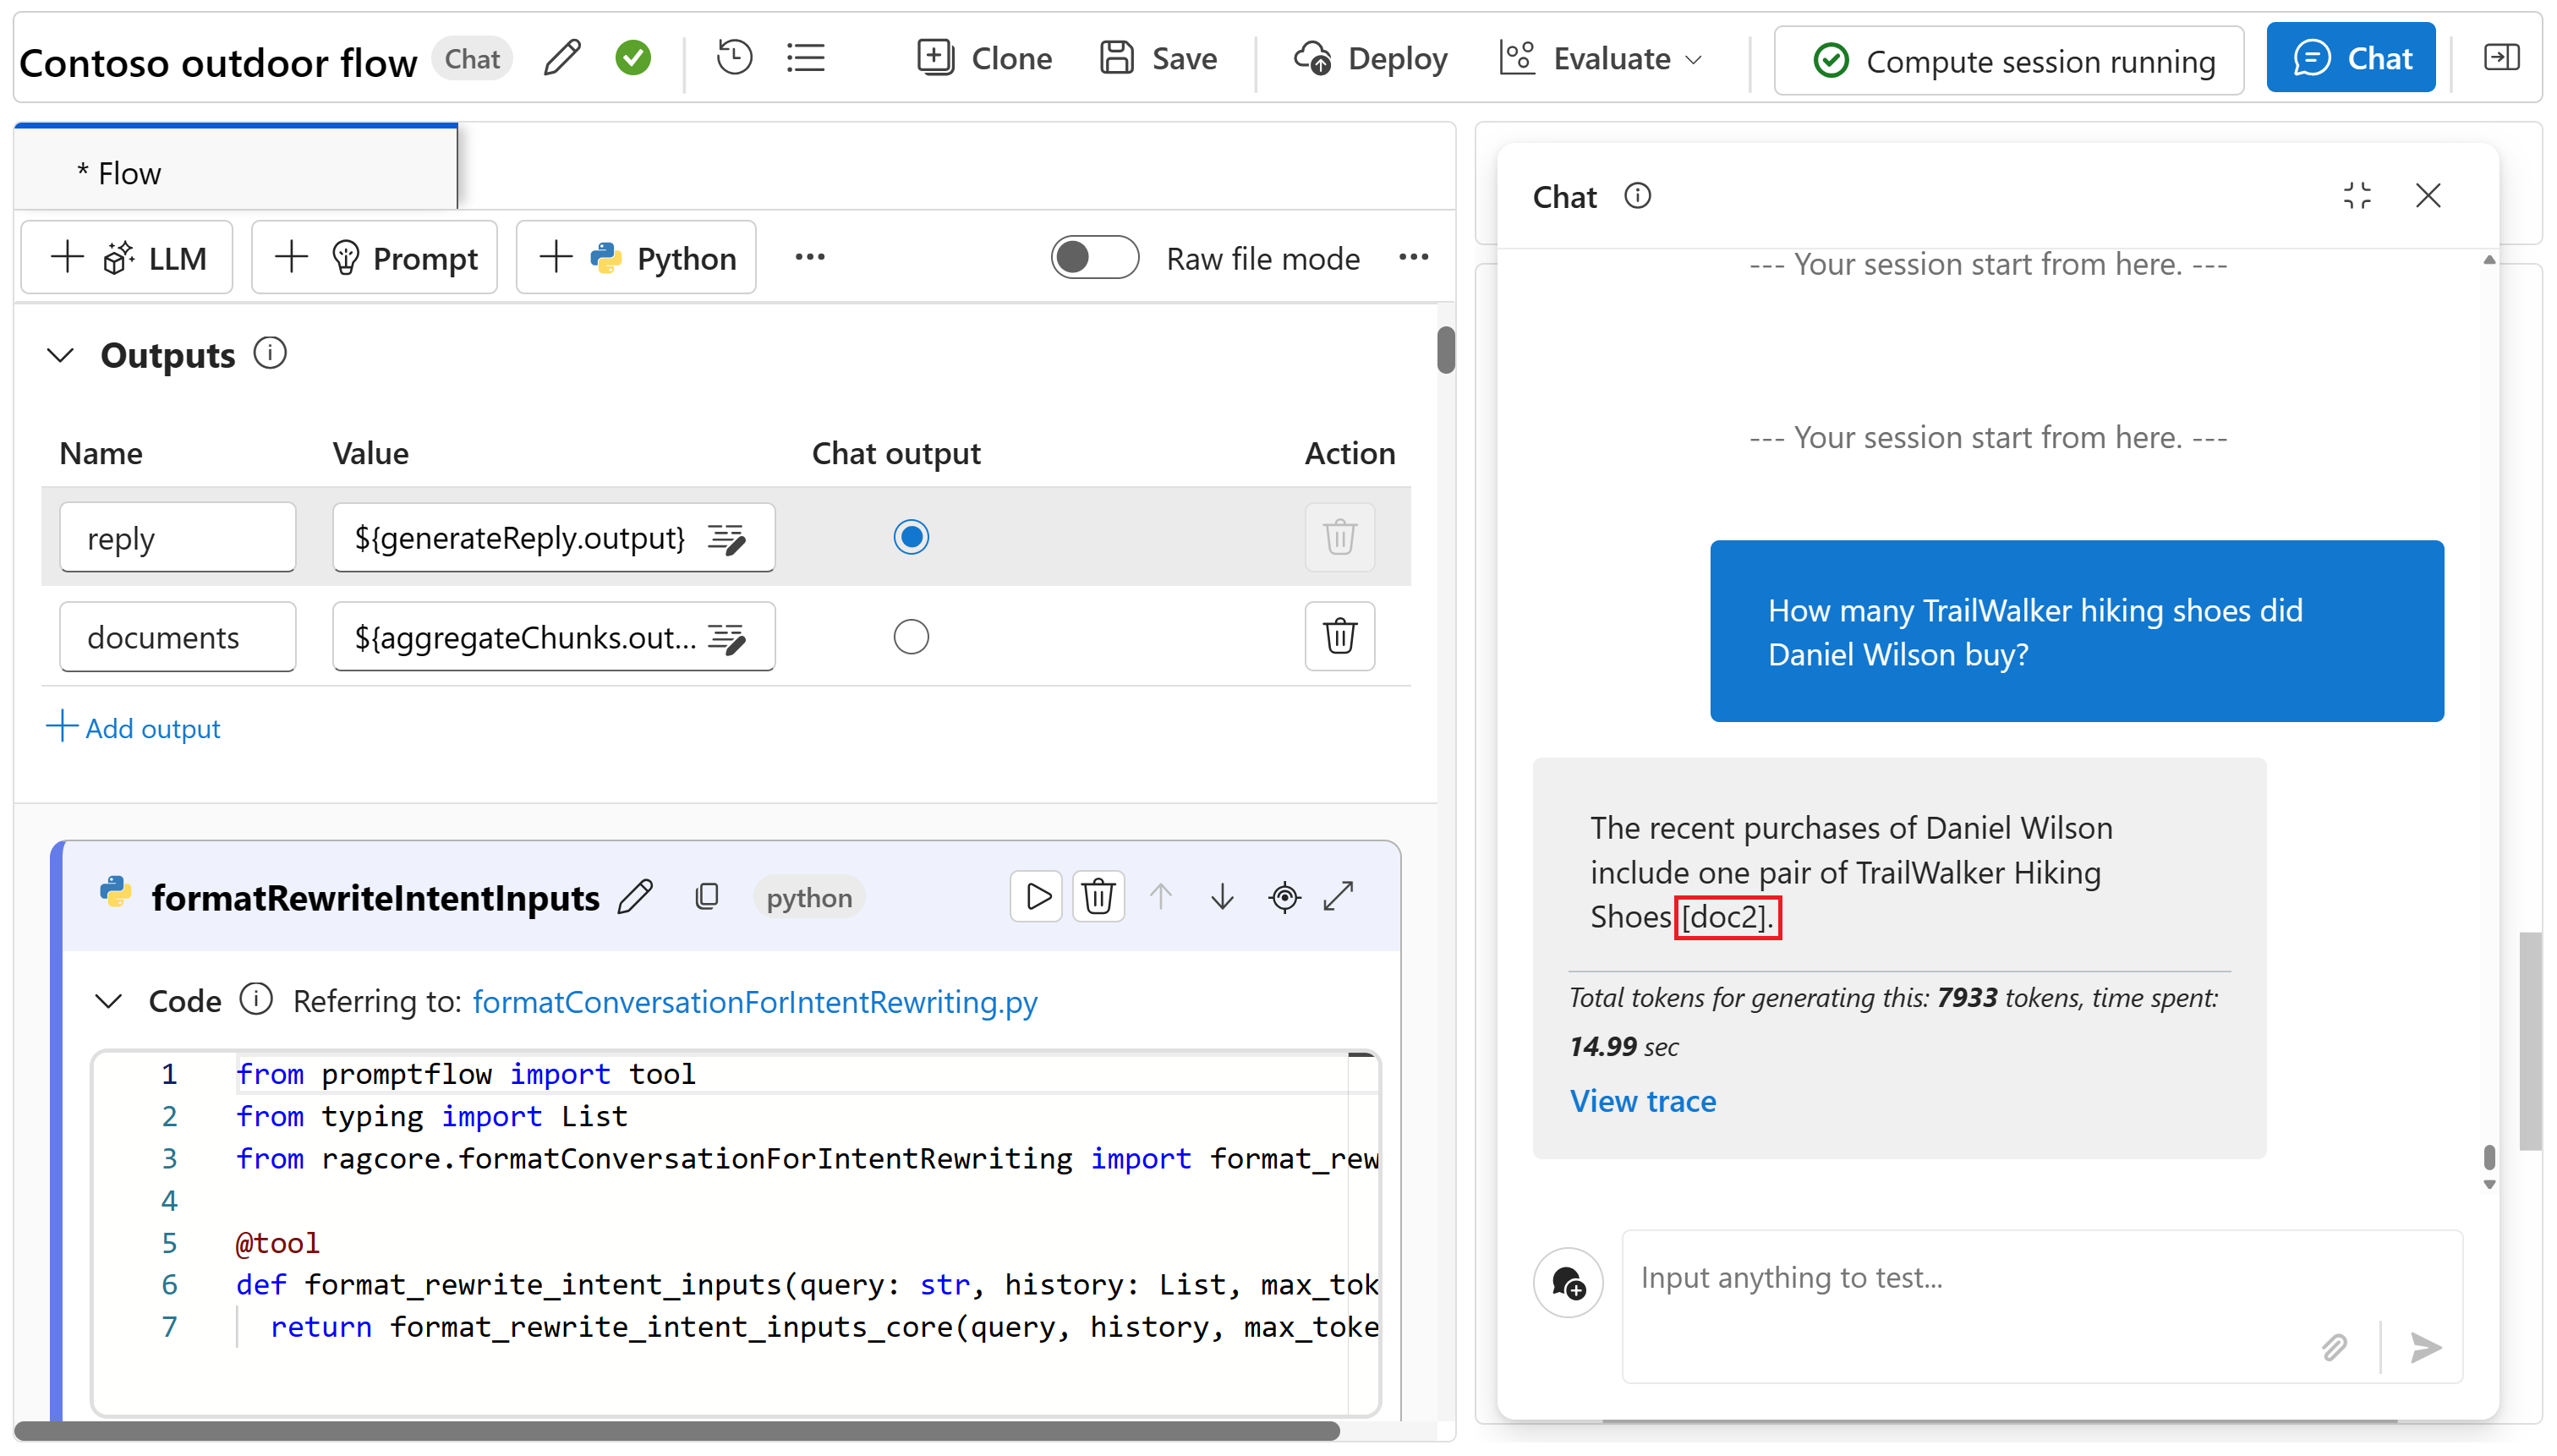 Contoso outdoor flow Chat Clone Save Deploy Evaluate Compute session running Chat
* Flow
LLM Prompt Python ··· Raw file mode ···
Outputs
Name Value Chat output Action
reply ${generateReply.output}
documents ${aggregateChunks.out...
Add output
formatRewriteIntentInputs python
Code Referring to: formatConversationForIntentRewriting.py
1 from promptflow import tool
2 from typing import List
3 from ragcore.formatConversationForIntentRewriting import format_rew
4
5 @tool
6 def format_rewrite_intent_inputs(query: str, history: List, max_tok
7 return format_rewrite_intent_inputs_core(query, history, max_toke
Chat
--- Your session start from here. ---
--- Your session start from here. ---
How many TrailWalker hiking shoes did
Daniel Wilson buy?
The recent purchases of Daniel Wilson
include one pair of TrailWalker Hiking
Shoes [doc2].
Total tokens for generating this: 7933 tokens, time spent:
14.99 sec
View trace
Input anything to test...